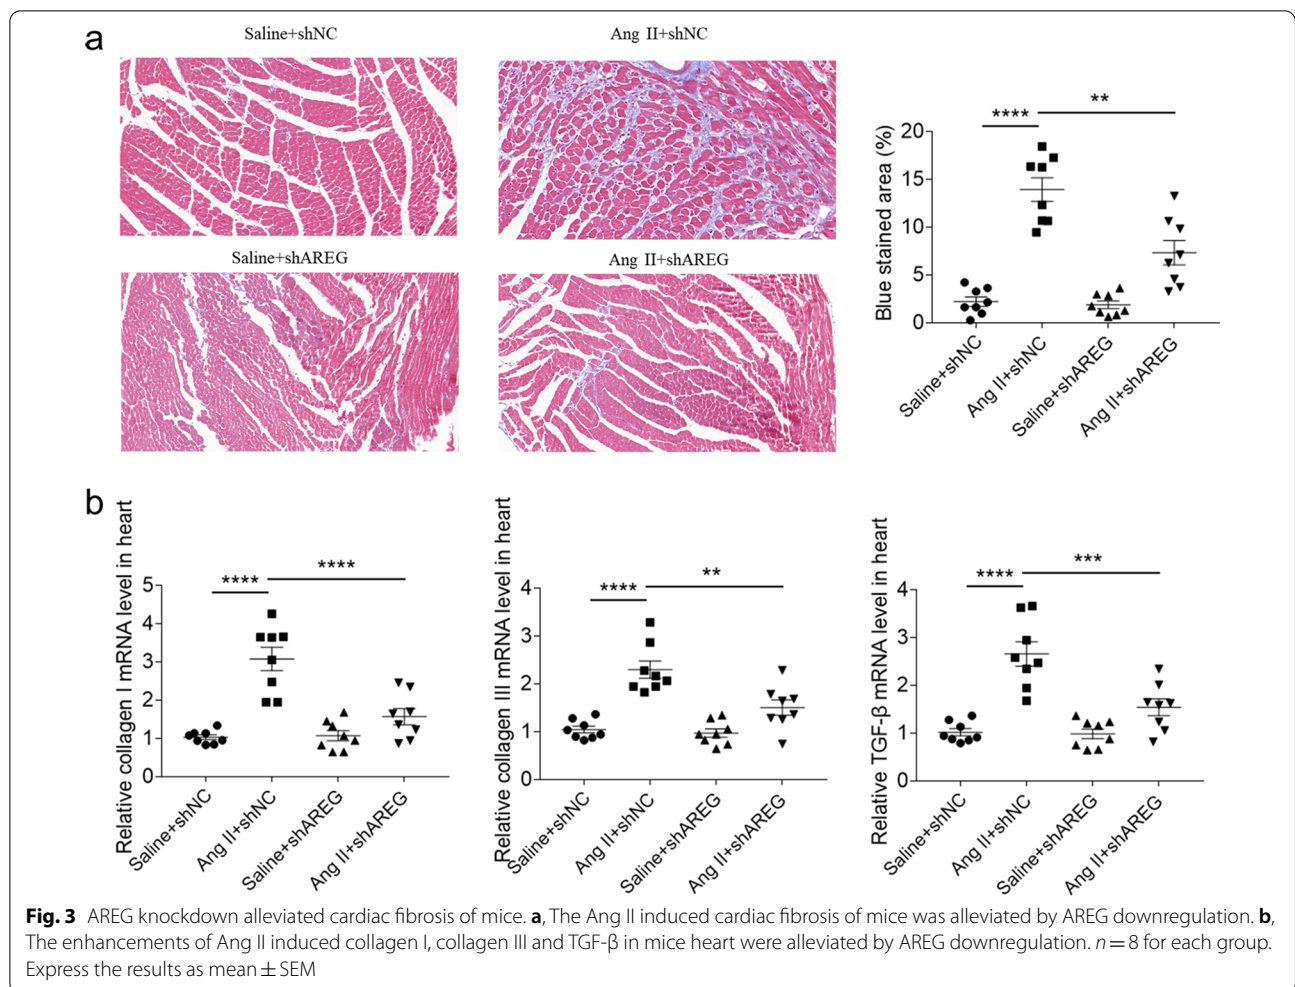 a
Saline+shNC
Ang II+shNC
Saline+shAREG
Ang II+shAREG
Blue stained area (%)
20
15
10
5
0
****
**
Saline+shNC
Ang II+shNC
Saline+shAREG
Ang II+shAREG
b
Relative collagen I mRNA level in heart
5
4
3
2
1
0
****
****
Saline+shNC
Ang II+shNC
Saline+shAREG
Ang II+shAREG
Relative collagen III mRNA level in heart
4
3
2
1
0
****
**
Saline+shNC
Ang II+shNC
Saline+shAREG
Ang II+shAREG
Relative TGF-β mRNA level in heart
4
3
2
1
0
****
***
Saline+shNC
Ang II+shNC
Saline+shAREG
Ang II+shAREG
Fig. 3 AREG knockdown alleviated cardiac fibrosis of mice. a, The Ang II induced cardiac fibrosis of mice was alleviated by AREG downregulation. b,
The enhancements of Ang II induced collagen I, collagen III and TGF-β in mice heart were alleviated by AREG downregulation. n = 8 for each group.
Express the results as mean ± SEM